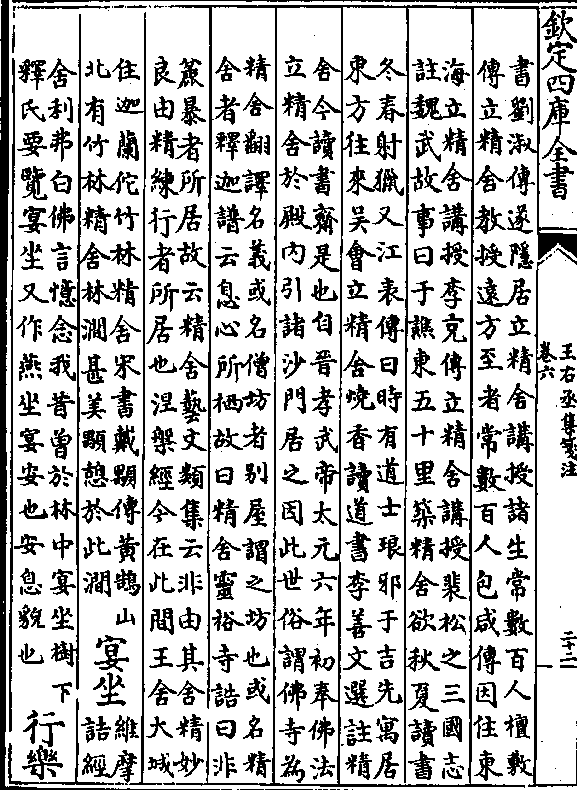 欽定四庫全書
王右丞集箋注
卷六
二十二
書劉淑傳遂隱居立精舍講授諸生常數百人檀敷
傳立精舍教授遠方至者常數百人包咸傳因住東
海立精舍講授李充傳立精舍講授裴松之三國志
註魏武故事曰于譙東五十里築精舍欲秋夏讀書
冬春射獵又江表傳曰時有道士琅邪于吉先寓居
東方往來吳會立精舍燒香讀道書李善文選註精
舍今讀書齋是也自晉孝武帝太元六年初奉佛法
立精舍於殿内引諸沙門居之因此世俗謂佛寺為
精舍翻譯名義或名僧坊者别屋謂之坊也或名精
舍者釋迦譜云息心所栖故曰精舍靈裕寺誥曰非
麤暴者所居故云精舍藝文類集云非由其舍精妙
良由精練行者所居也涅槃經今在此間王舍大城
住迦蘭佗竹林精舍宋書戴顒傳黄鵠山
北有竹林精舍林澗甚美顒憩於此澗
宴坐
維摩
詰經
舍利弗白佛言憶念我昔曽於林中宴坐樹下
釋氏要覽宴坐又作燕坐宴安也安息貌也
行樂